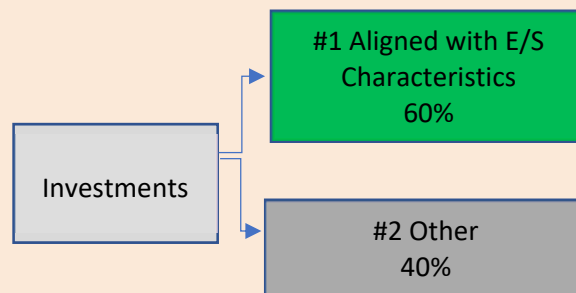 #1 Aligned with E/S
Characteristics
60%
Investments
#2 Other
40%